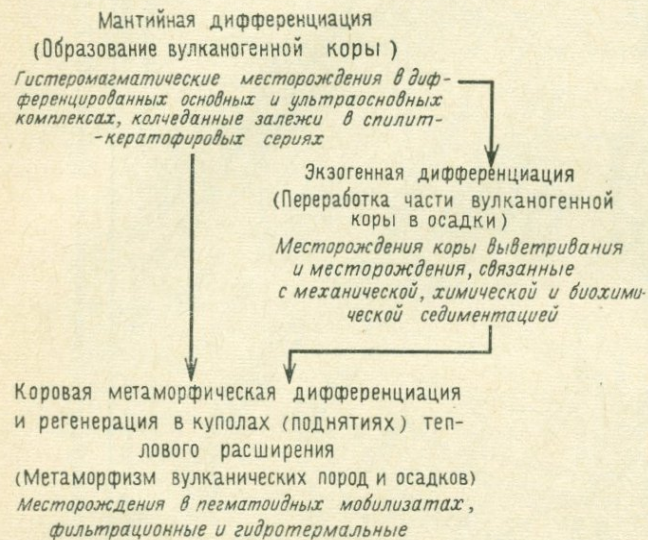 Мантийная дифференциация
(Образование вулканогенной коры)
Гистеромагматические месторождения в диф-
ференцированных основных и ультраосновных
комплексах, колчеданные залежи в спилит-
-кератофировых сериях
Экзогенная дифференциация
(Переработка части вулканогенной
коры в осадки)
Месторождения коры выветривания
и месторождения, связанные
с механической, химической и биохими-
ческой седиментацией
Коровая метаморфическая дифференциация
и регенерация в куполах (поднятиях) теп-
лового расширения
(Метаморфизм вулканических пород и осадков)
Месторождения в пегматоидных мобилизатах,
фильтрационные и гидротермальные